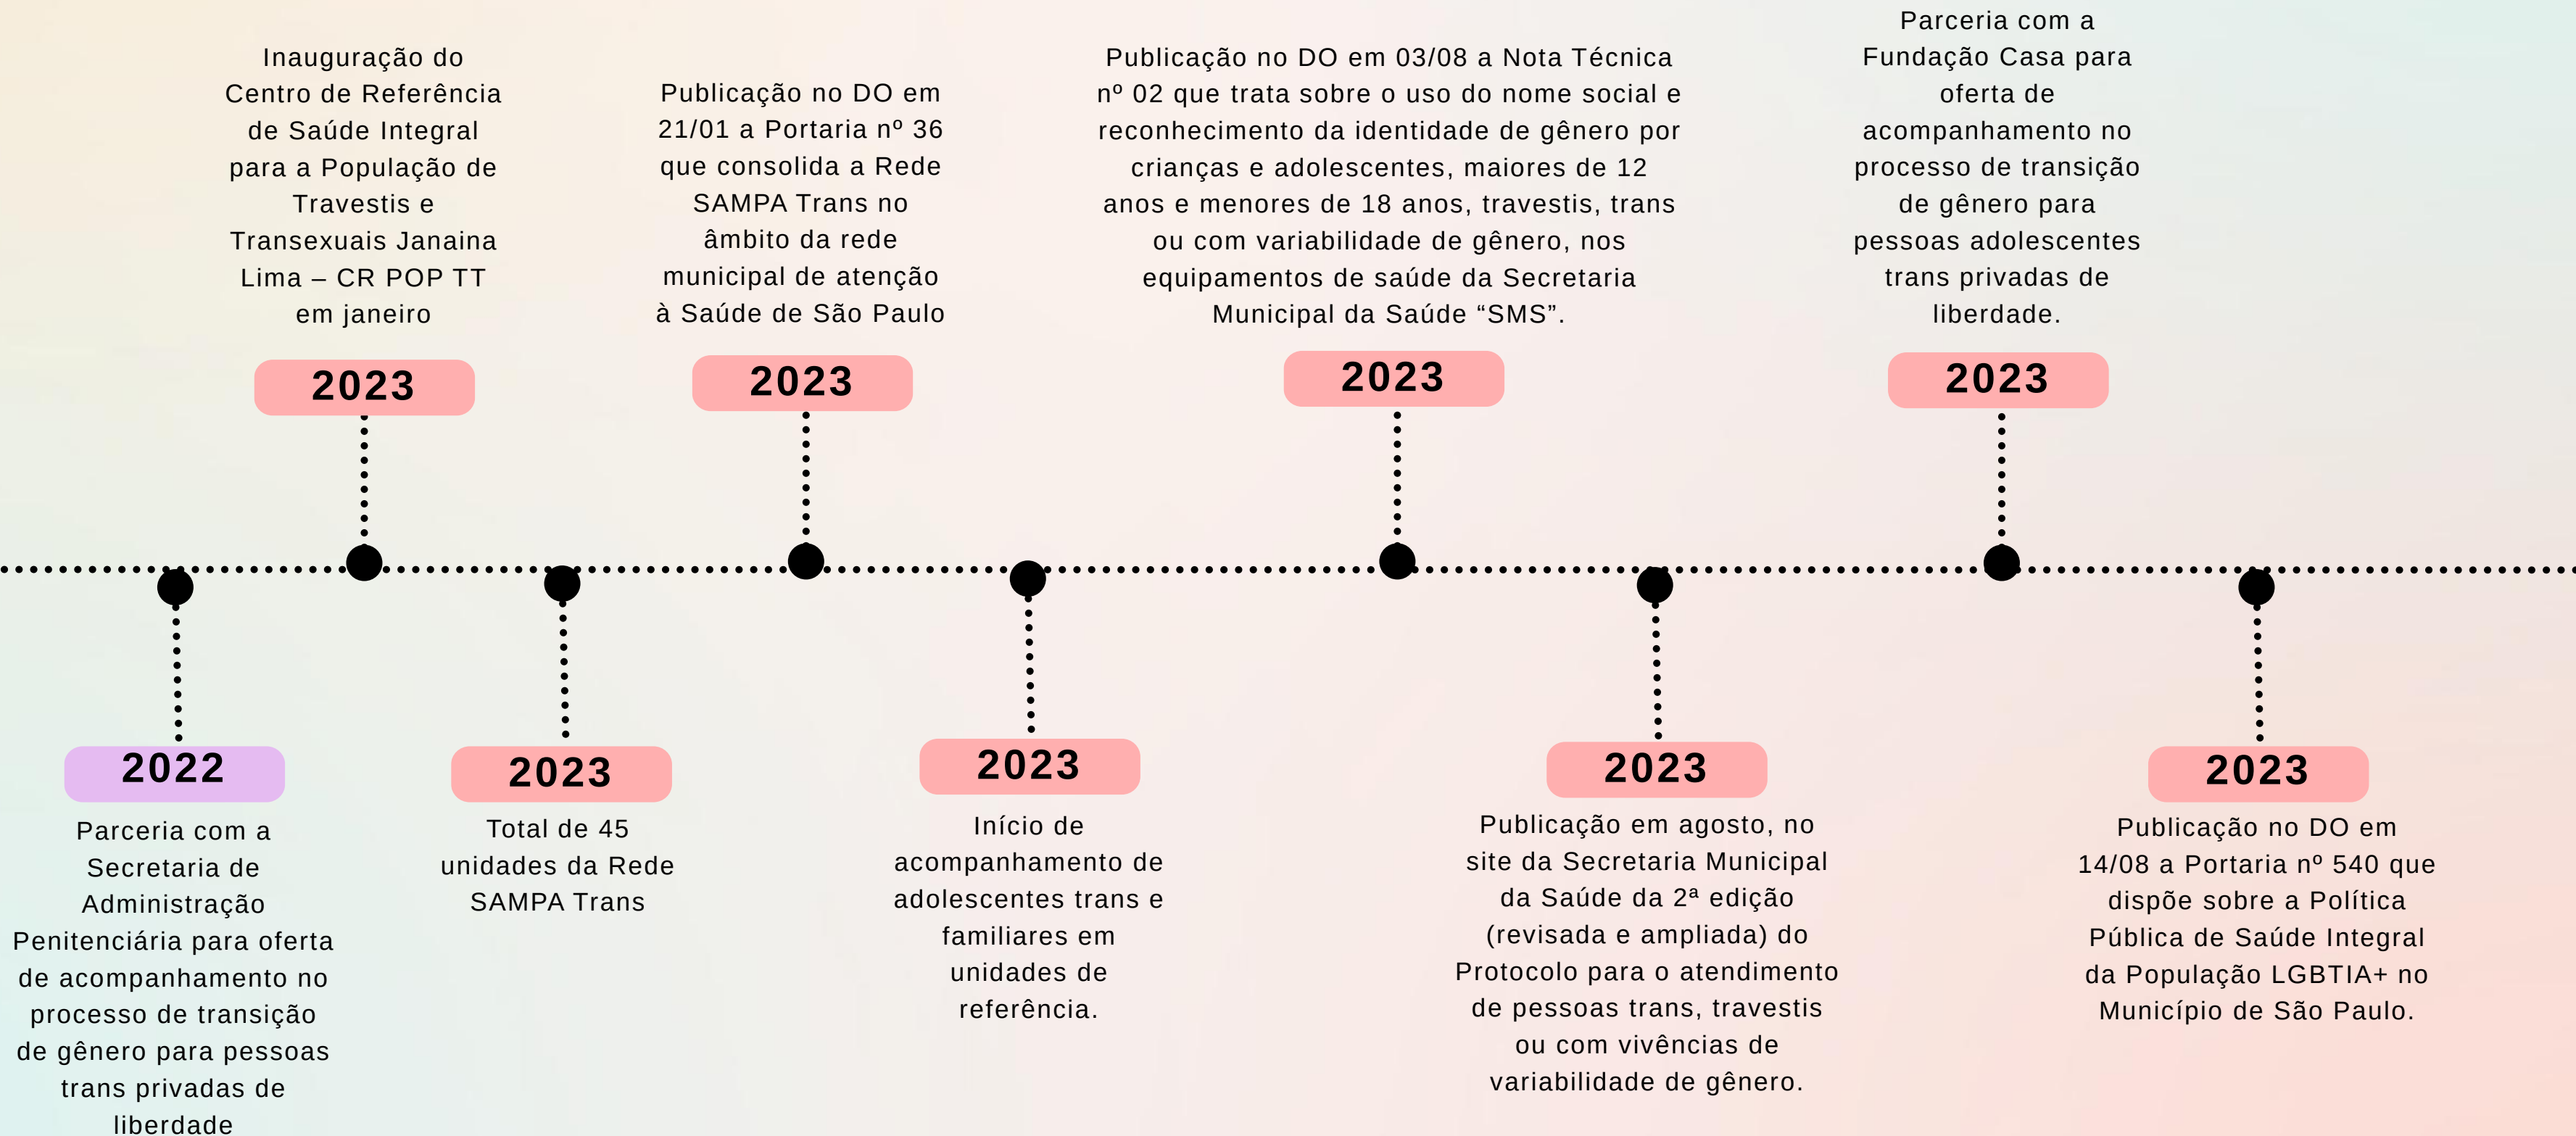 Parceria com a
Secretaria de
Administração
Penitenciária para oferta
de acompanhamento no
processo de transição
de gênero para pessoas
trans privadas de
liberdade
2022
Inauguração do
Centro de Referência
de Saúde Integral
para a População de
Travestis e
Transexuais Janaina
Lima – CR POP TT
em janeiro
2023
2023
Total de 45
unidades da Rede
SAMPA Trans
Publicação no DO em
21/01 a Portaria nº 36
que consolida a Rede
SAMPA Trans no
âmbito da rede
municipal de atenção
à Saúde de São Paulo
2023
2023
Início de
acompanhamento de
adolescentes trans e
familiares em
unidades de
referência.
Publicação no DO em 03/08 a Nota Técnica
nº 02 que trata sobre o uso do nome social e
reconhecimento da identidade de gênero por
crianças e adolescentes, maiores de 12
anos e menores de 18 anos, travestis, trans
ou com variabilidade de gênero, nos
equipamentos de saúde da Secretaria
Municipal da Saúde “SMS”.
2023
2023
Publicação em agosto, no
site da Secretaria Municipal
da Saúde da 2ª edição
(revisada e ampliada) do
Protocolo para o atendimento
de pessoas trans, travestis
ou com vivências de
variabilidade de gênero.
Parceria com a
Fundação Casa para
oferta de
acompanhamento no
processo de transição
de gênero para
pessoas adolescentes
trans privadas de
liberdade.
2023
2023
Publicação no DO em
14/08 a Portaria nº 540 que
dispõe sobre a Política
Pública de Saúde Integral
da População LGBTIA+ no
Município de São Paulo.